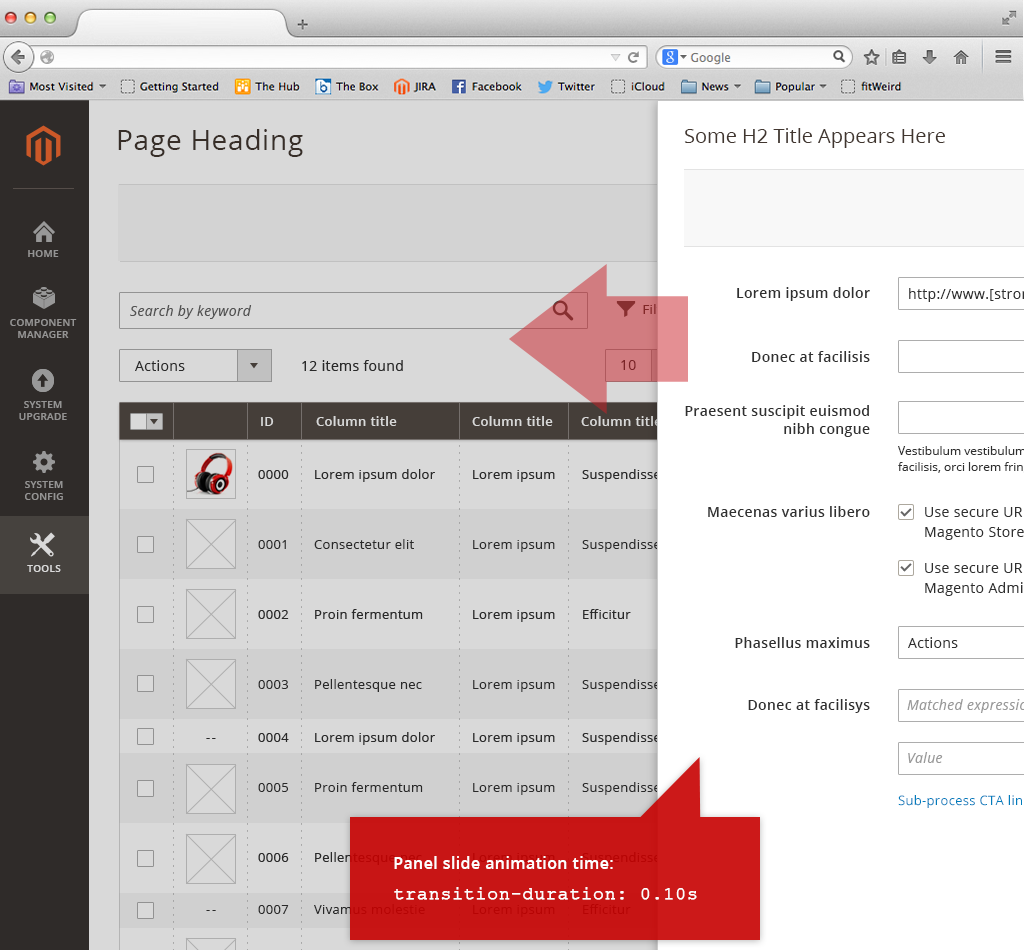 Google
Most Visited
Getting Started
The Hub
The Box
JIRA
Facebook
Twitter
iCloud
News
Popular
fitWeird
HOME
COMPONENT
MANAGER
SYSTEM
UPGRADE
SYSTEM
CONFIG
TOOLS
Page Heading
Search by keyword
Fil
Actions
12 items found
10
ID Column title Column title Column title
0000 Lorem ipsum dolor Lorem ipsum Suspendisse
0001 Consectetur elit Lorem ipsum Suspendisse
0002 Proin fermentum Lorem ipsum Efficitur
0003 Pellentesque nec Lorem ipsum Suspendisse
-- 0004 Lorem ipsum dolor Lorem ipsum Suspendisse
0005 Proin fermentum Lorem ipsum Suspendisse
0006 Pellentesque nec Lorem ipsum Suspendisse
-- 0007 Vivamus molestie Lorem ipsum Efficitur
Some H2 Title Appears Here
Lorem ipsum dolor
http://www.[stron
Donec at facilisis
Praesent suscipit euismod
nibh congue
Vestibulum vestibulum
facilisis, orci lorem frin
Maecenas varius libero
Use secure UR
Magento Store
Use secure UR
Magento Admi
Phasellus maximus
Actions
Donec at facilisys
Matched expressio
Value
Sub-process CTA lin
Panel slide animation time:
transition-duration: 0.10s